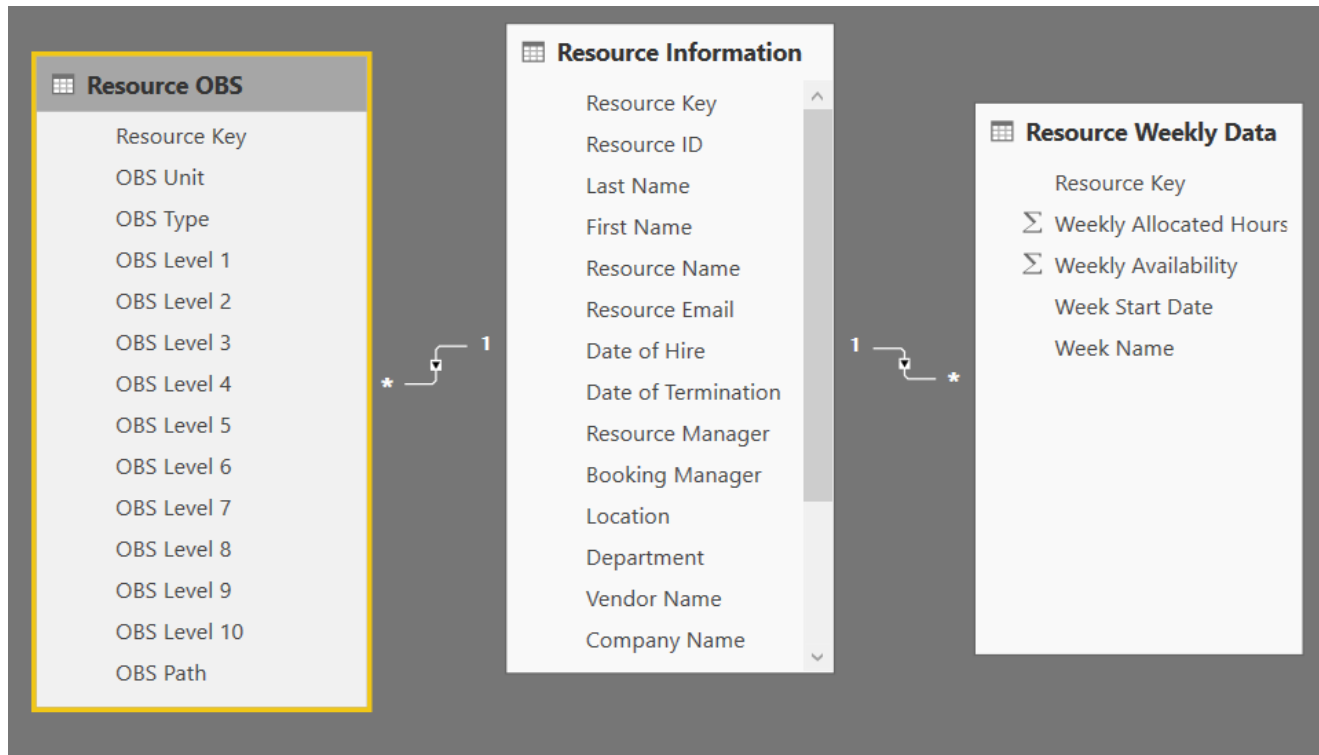 Resource OBS
Resource Key
OBS Unit
OBS Type
OBS Level 1
OBS Level 2
OBS Level 3
OBS Level 4
OBS Level 5
OBS Level 6
OBS Level 7
OBS Level 8
OBS Level 9
OBS Level 10
OBS Path
* 1
Resource Information
Resource Key
Resource ID
Last Name
First Name
Resource Name
Resource Email
Date of Hire
Date of Termination
Resource Manager
Booking Manager
Location
Department
Vendor Name
Company Name
1 *
Resource Weekly Data
Resource Key
Σ Weekly Allocated Hours
Σ Weekly Availability
Week Start Date
Week Name